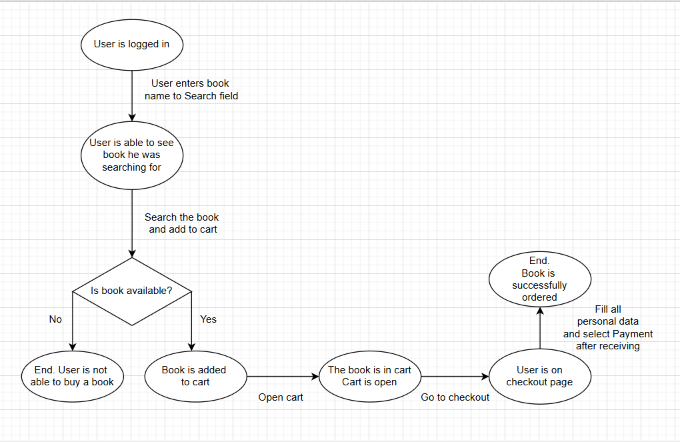 User is logged in
User enters book
name to Search field
User is able to see
book he was
searching for
Search the book
and add to cart
Is book available?
No
Yes
End. User is not
able to buy a book
Book is added
to cart
Open cart
The book is in cart
Cart is open
Go to checkout
User is on
checkout page
Fill all
personal data
and select Payment
after receiving
End.
Book is
successfully
ordered